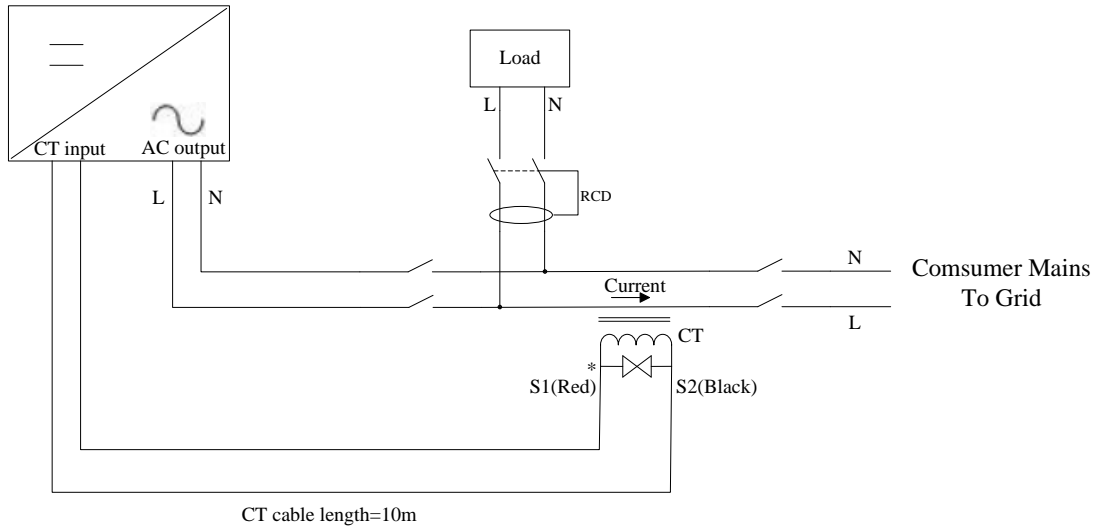 Load
L
N
CT input
AC output
L
N
RCD
N
Comsumer Mains
To Grid
Current
L
CT
*
S1(Red)
S2(Black)
CT cable length=10m